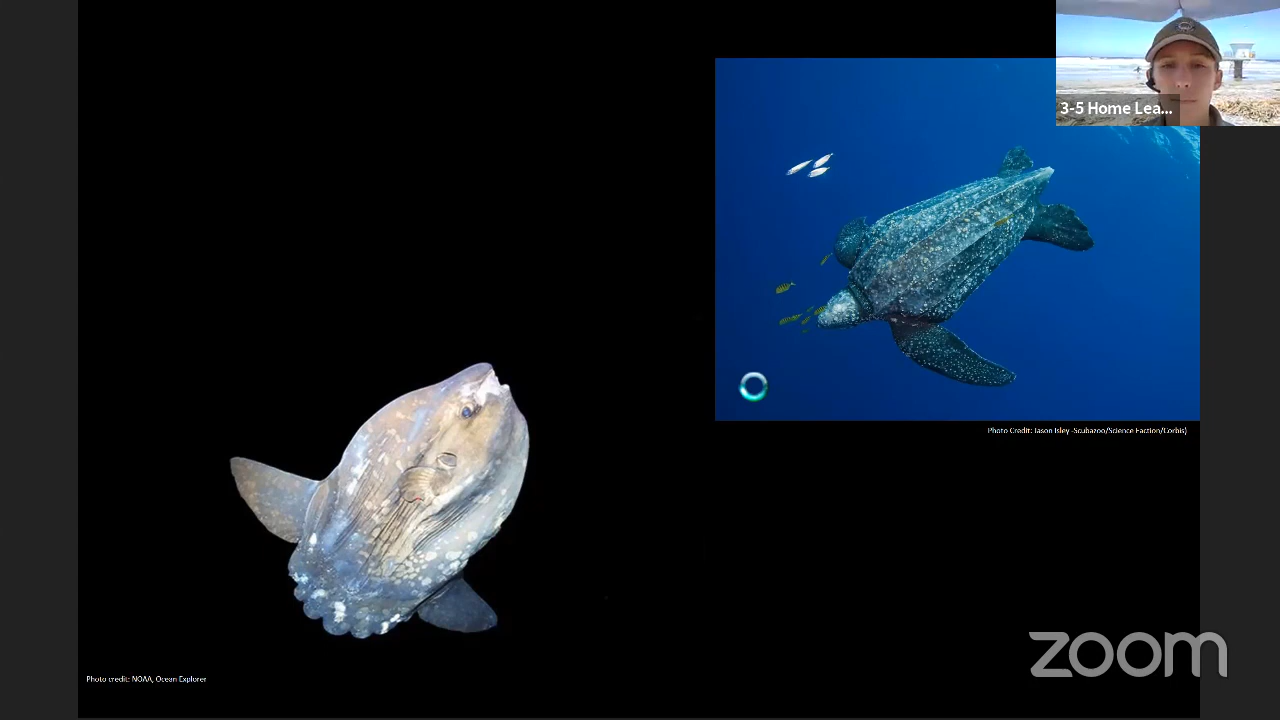 3-5 Home Lea...
Photo Credit: Jason Isley -Scubazoo/Science Faction/Corbis)
zoom
Photo credit: NOAA, Ocean Explorer